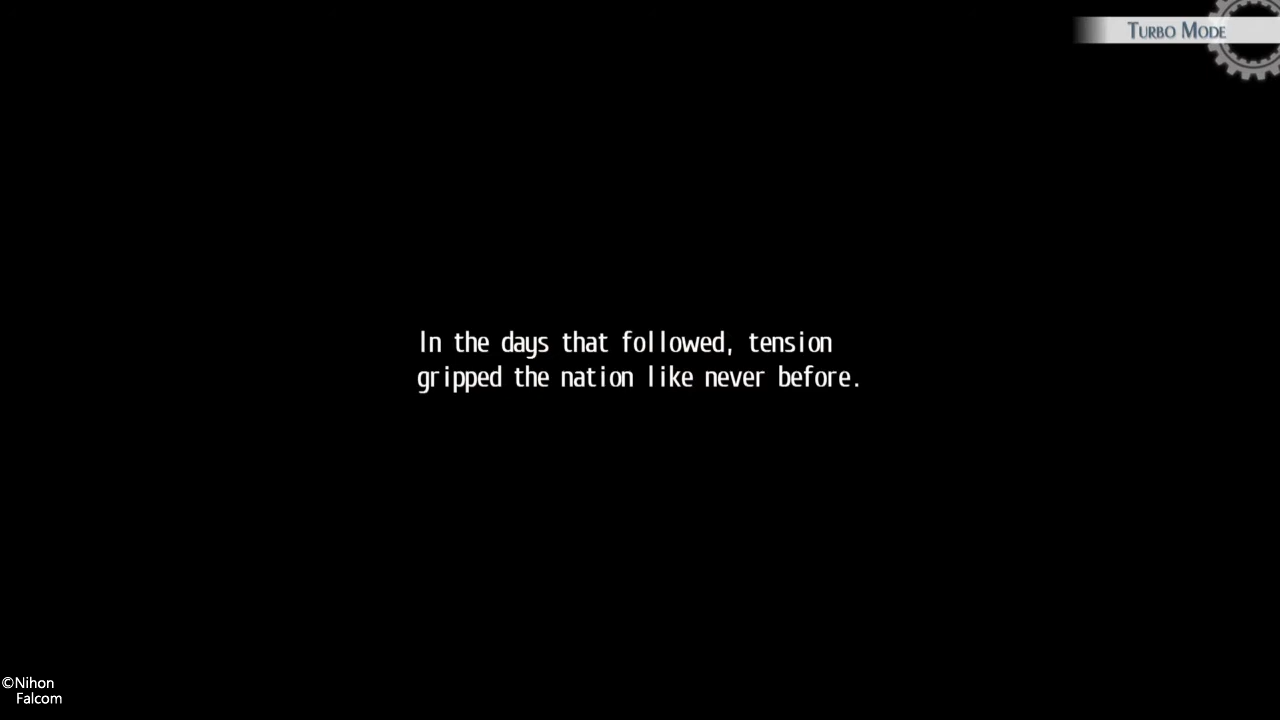 Turbo Mode
In the days that followed, tension
gripped the nation like never before.
©Nihon
Falcom